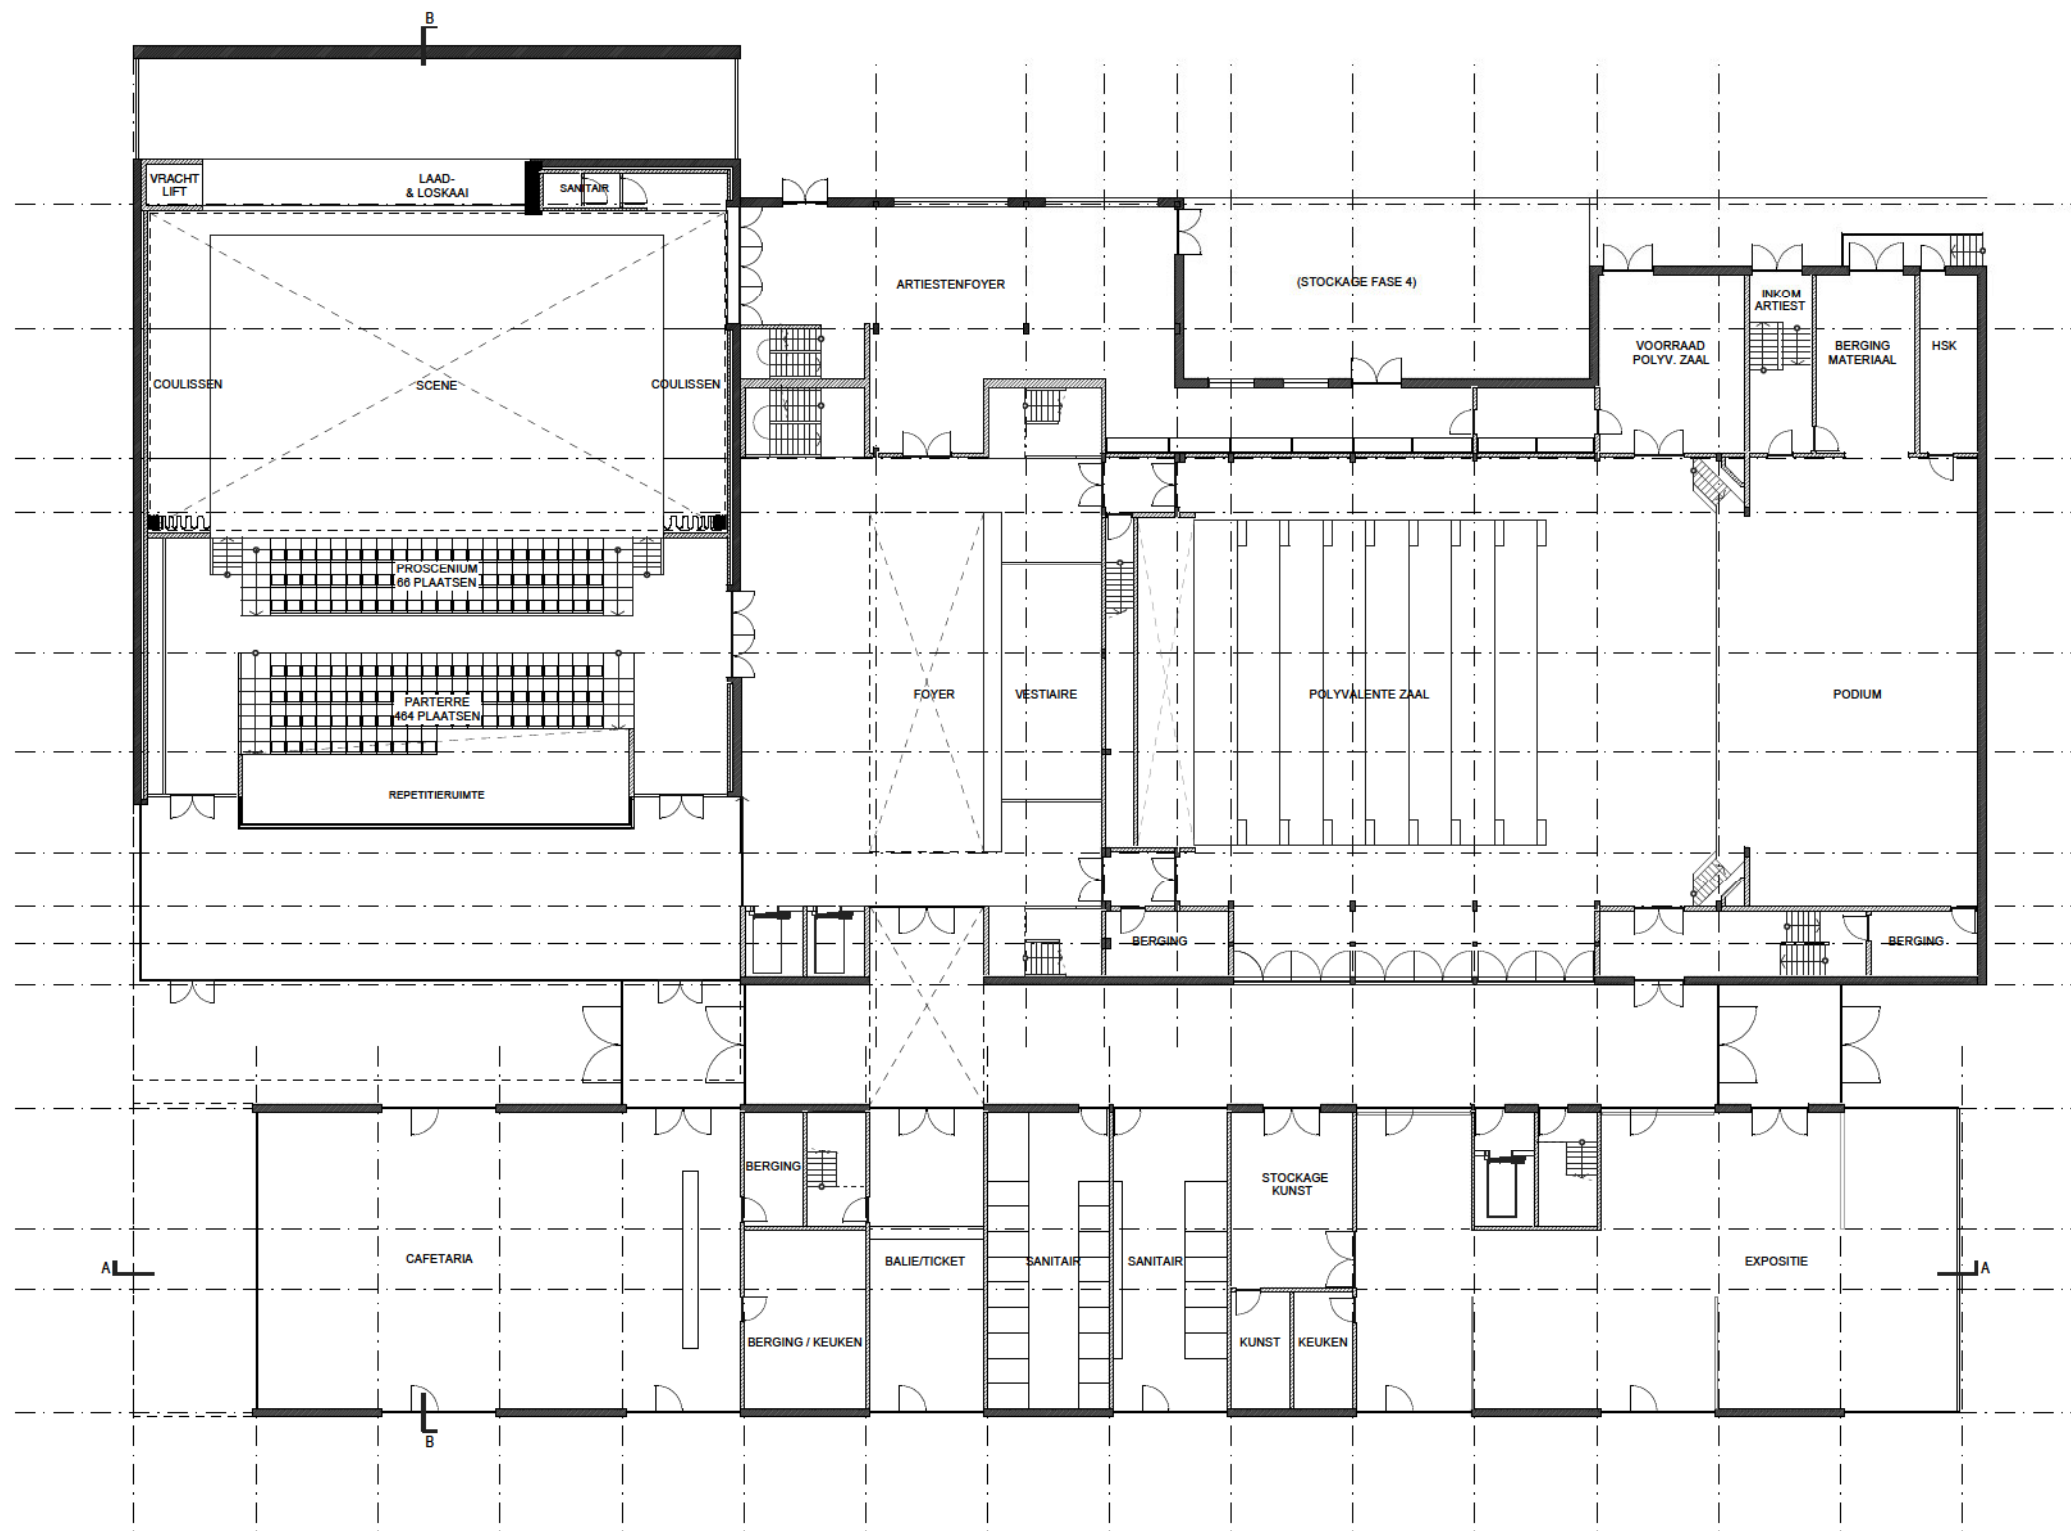 B
VRACHT
LIFT
LAAD-
& LOSKAAI
SANITAIR
ARTIESTENFOYER
(STOCKAGE FASE 4)
INKOM
ARTIEST
VOORRAAD
POLYV. ZAAL
BERGING
MATERIAAL
HSK
COULISSEN
SCENE
COULISSEN
PROSCENIUM
66 PLAATSEN
PARTERRE
464 PLAATSEN
FOYER
VESTIAIRE
POLYVALENTE ZAAL
PODIUM
REPETITIERUIMTE
BERGING
BERGING
BERGING
STOCKAGE
KUNST
CAFETARIA
BALIE/TICKET
SANITAIR
SANITAIR
EXPOSITIE
A
A
BERGING / KEUKEN
KUNST
KEUKEN
B